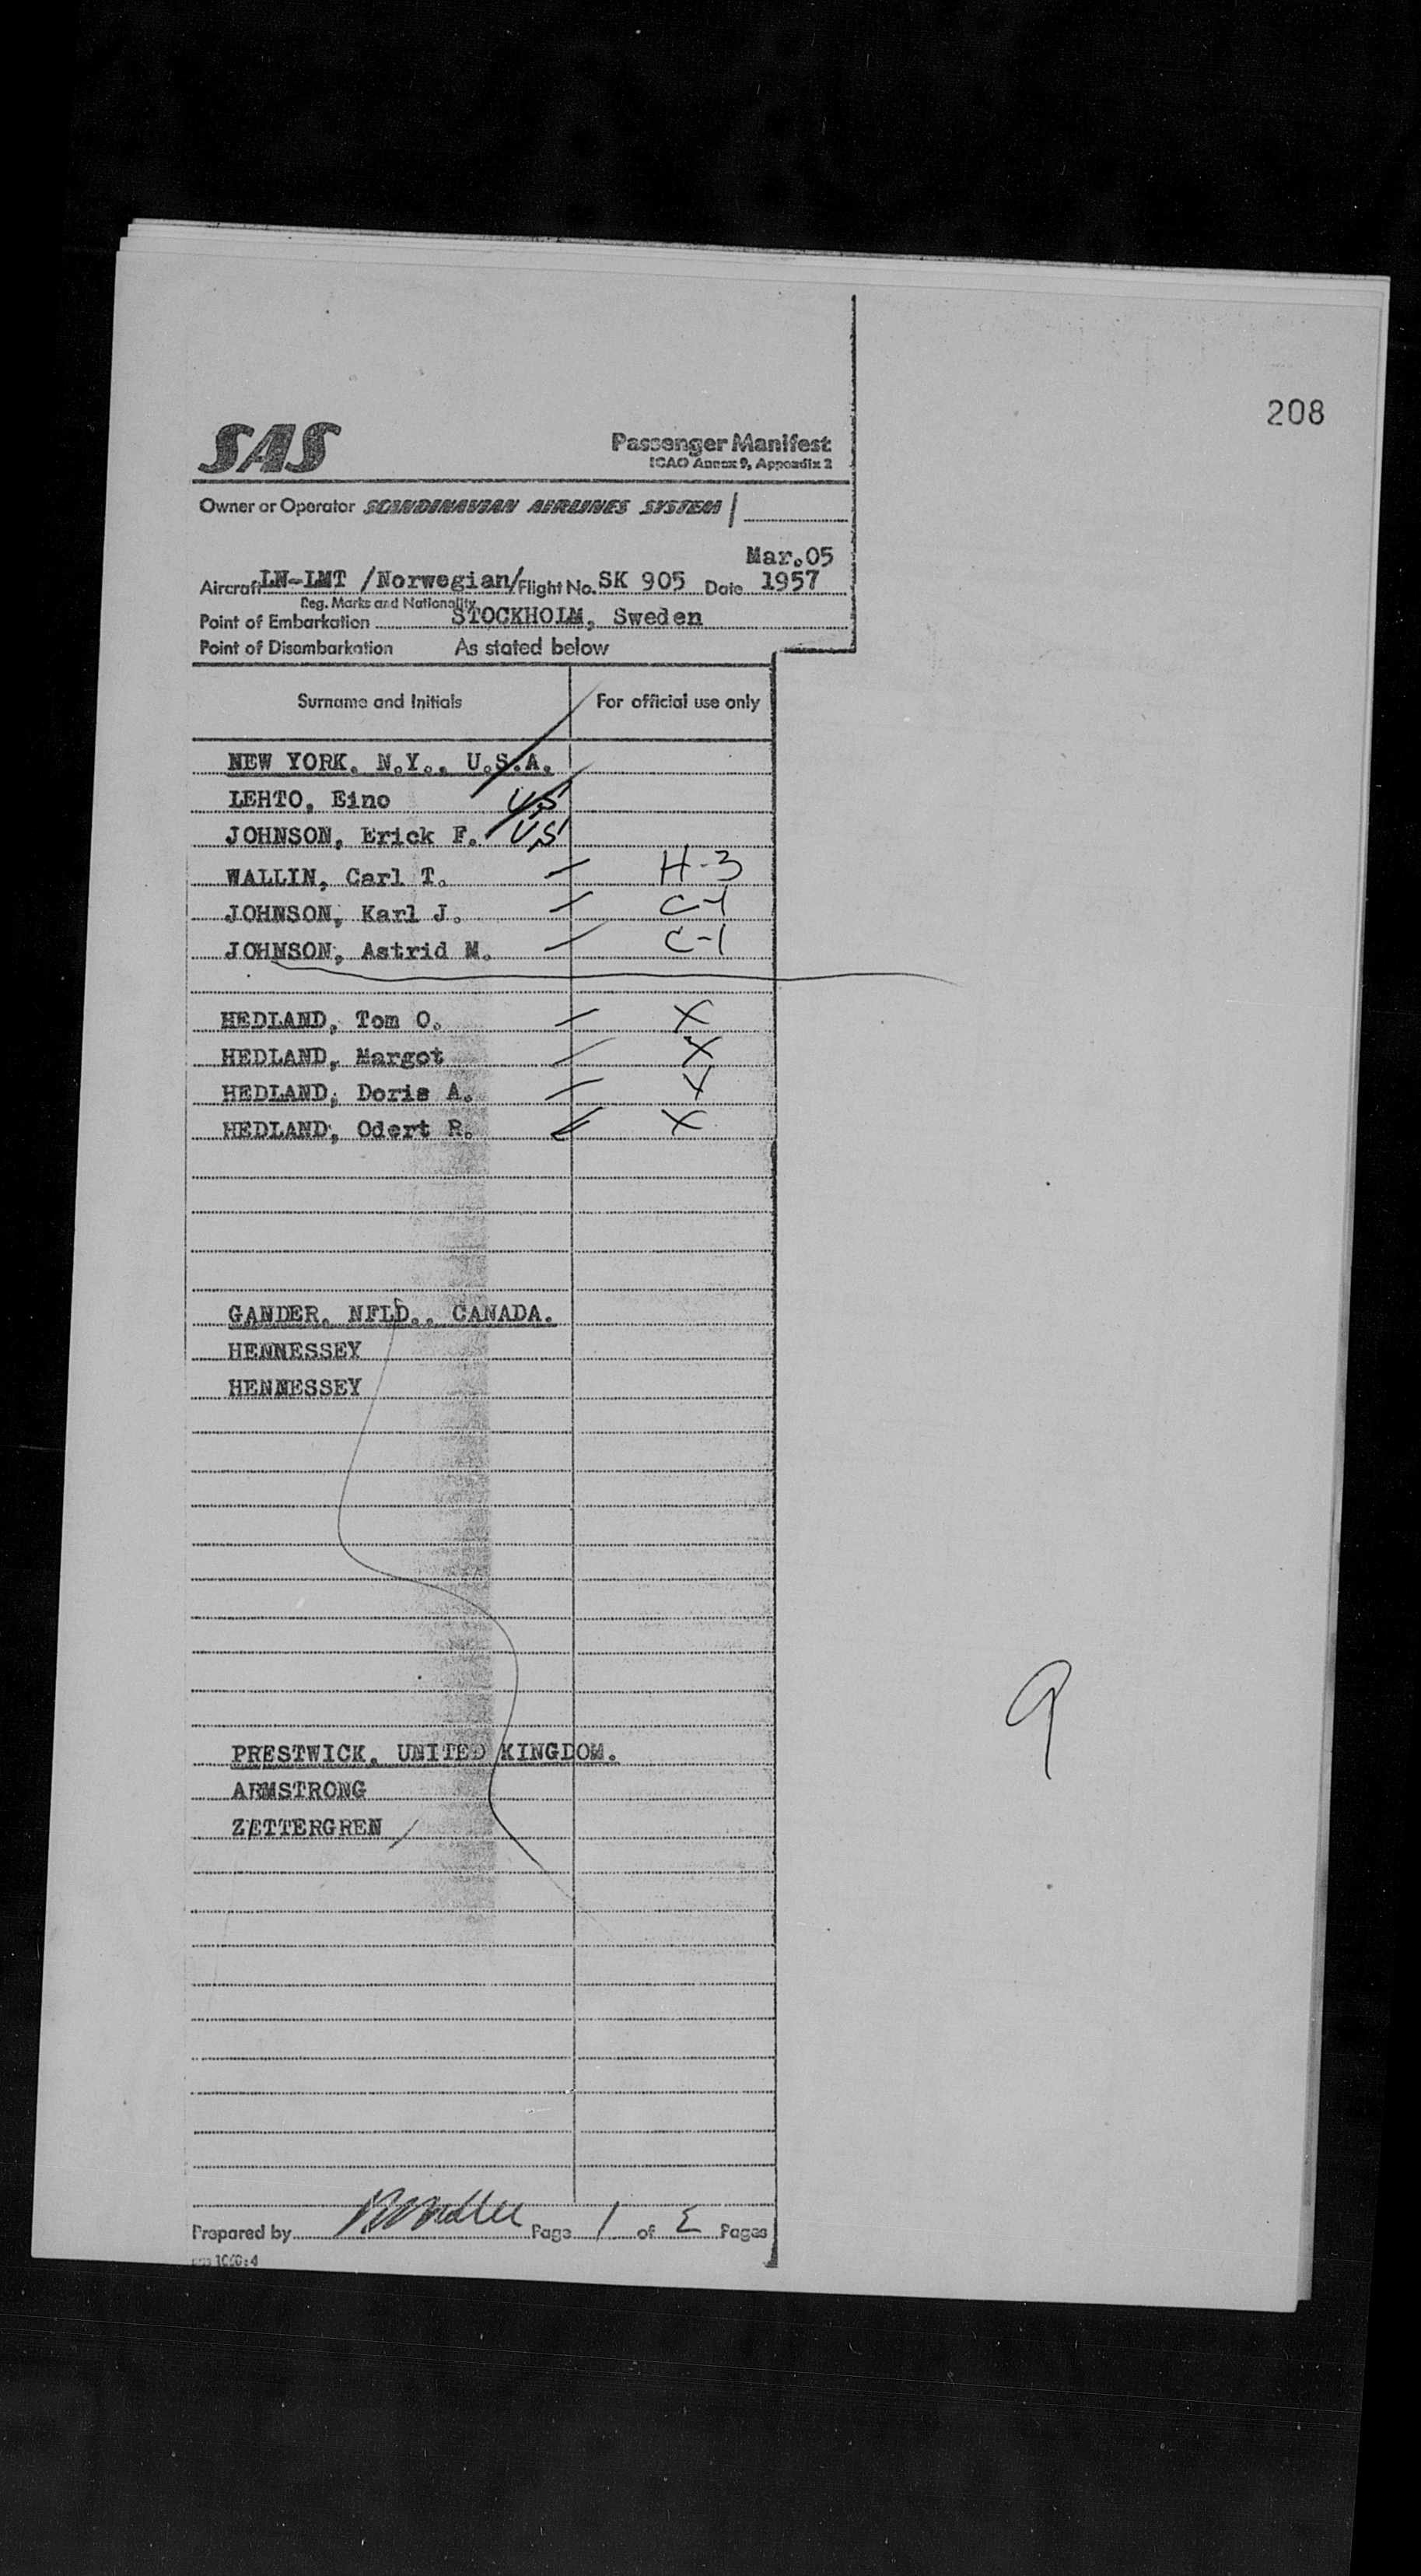 208
SAS
Passenger Manifest
ICAO Annex 9, Appendix 2
Owner or Operator SCANDINAVIAN AIRLINES SYSTEM
Mar.05
Aircraft LN-LMT /Norwegian/ Flight No. SK 905 Date 1957
Reg. Marks and Nationality
Point of Embarkation STOCKHOLM, Sweden
Point of Disembarkation As stated below
Surname and Initials For official use only
NEW YORK, N.Y., U.S.A.
LEHTO, Eino US
JOHNSON, Erick F. US
WALLIN, Carl T. H-3
JOHNSON, Karl J. C-1
JOHNSON, Astrid M. C-1
HEDLAND, Tom O. X
HEDLAND, Margot X
HEDLAND, Doris A. X
HEDLAND, Odert R. X
GANDER, NFLD., CANADA.
HENNESSEY
HENNESSEY
9
PRESTWICK, UNITED KINGDOM.
ARMSTRONG
ZETTERGREN
Prepared by Page 1 of 2 Pages